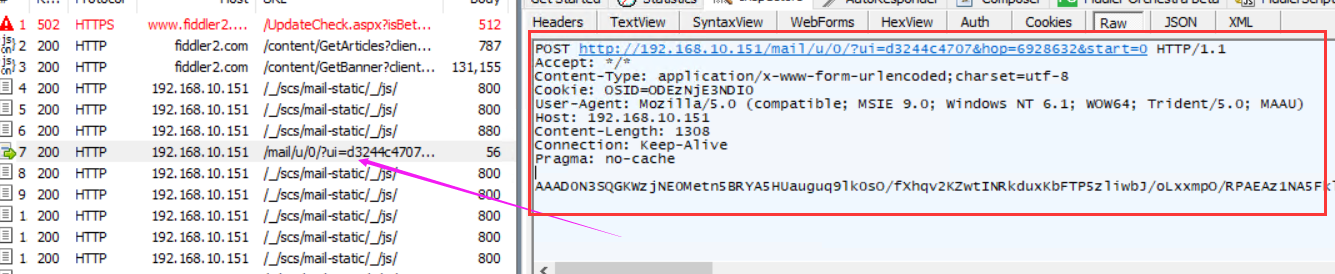 Get Started Statistics Inspectors AutoResponder Composer Fiddler Orchestra Beta FiddlerScript
# R... Protocol Host URL Body
Headers TextView SyntaxView WebForms HexView Auth Cookies Raw JSON XML
1 502 HTTPS www.fiddler2.... /UpdateCheck.aspx?isBet... 512
2 200 HTTP fiddler2.com /content/GetArticles?clien... 787
3 200 HTTP fiddler2.com /content/GetBanner?client... 131,155
4 200 HTTP 192.168.10.151 /_/scs/mail-static/_/js/ 800
5 200 HTTP 192.168.10.151 /_/scs/mail-static/_/js/ 800
6 200 HTTP 192.168.10.151 /_/scs/mail-static/_/js/ 880
7 200 HTTP 192.168.10.151 /mail/u/0/?ui=d3244c4707... 56
8 200 HTTP 192.168.10.151 /_/scs/mail-static/_/js/ 800
9 200 HTTP 192.168.10.151 /_/scs/mail-static/_/js/ 800
1 200 HTTP 192.168.10.151 /_/scs/mail-static/_/js/ 800
1 200 HTTP 192.168.10.151 /_/scs/mail-static/_/js/ 800
1 200 HTTP 192.168.10.151 /_/scs/mail-static/_/js/ 800
POST http://192.168.10.151/mail/u/0/?ui=d3244c4707&hop=6928632&start=0 HTTP/1.1
Accept: */*
Content-Type: application/x-www-form-urlencoded;charset=utf-8
Cookie: OSID=ODEzNjE3NDI0
User-Agent: Mozilla/5.0 (compatible; MSIE 9.0; Windows NT 6.1; WOW64; Trident/5.0; MAAU)
Host: 192.168.10.151
Content-Length: 1308
Connection: Keep-Alive
Pragma: no-cache
AAAD0N3SQGKWzjNE0Metn5BRYA5HUauguq9lkOsO/fXhqv2KZwtINRkduxKbFTP5zliwbJ/oLxxmpO/RPAEAz1NA5F